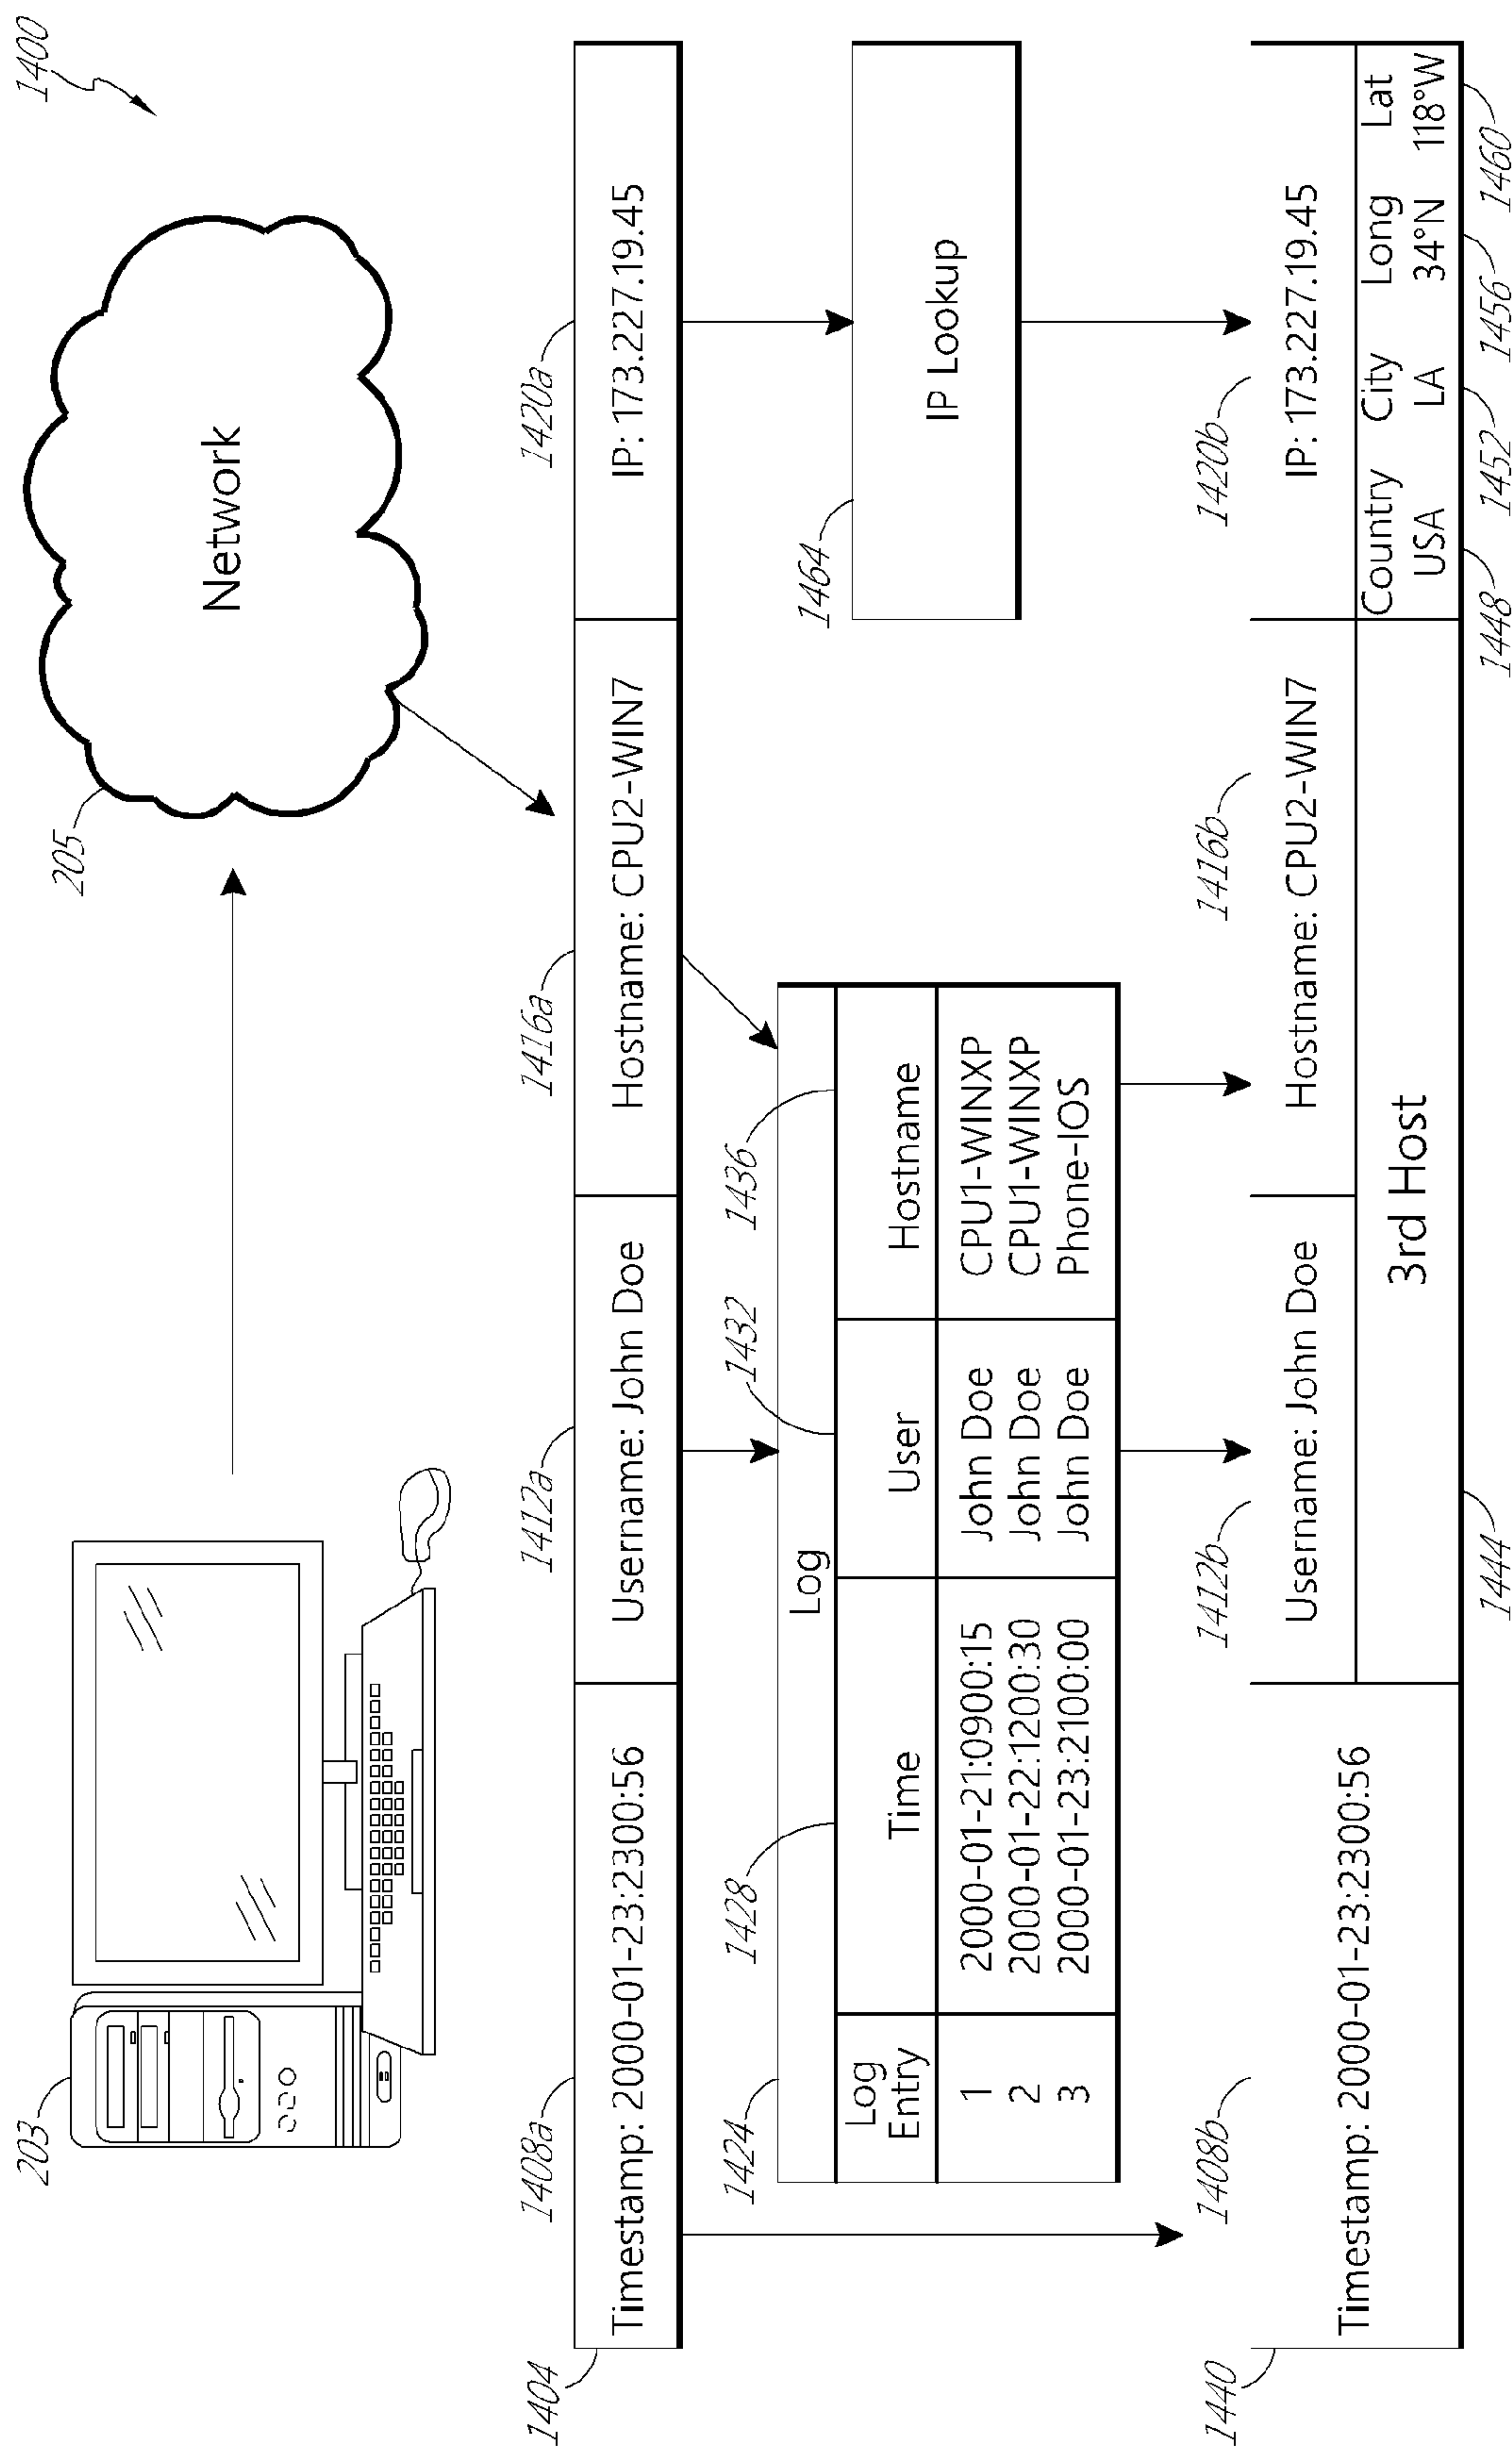 1400
203
205
Network
1404
1408a
1412a
1416a
1420a
Timestamp: 2000-01-23:2300:56
Username: John Doe
Hostname: CPU2-WIN7
IP: 173.227.19.45
1424
1428
1432
1436
1464
Log
Log Entry Time User Hostname
1 2000-01-21:0900:15 John Doe CPU1-WINXP
2 2000-01-22:1200:30 John Doe CPU1-WINXP
3 2000-01-23:2100:00 John Doe Phone-IOS
IP Lookup
1440
1408b
1412b
1416b
1420b
Timestamp: 2000-01-23:2300:56
Username: John Doe
Hostname: CPU2-WIN7
IP: 173.227.19.45
3rd Host
Country City Long Lat
USA LA 34°N 118°W
1444
1448
1452
1456
1460